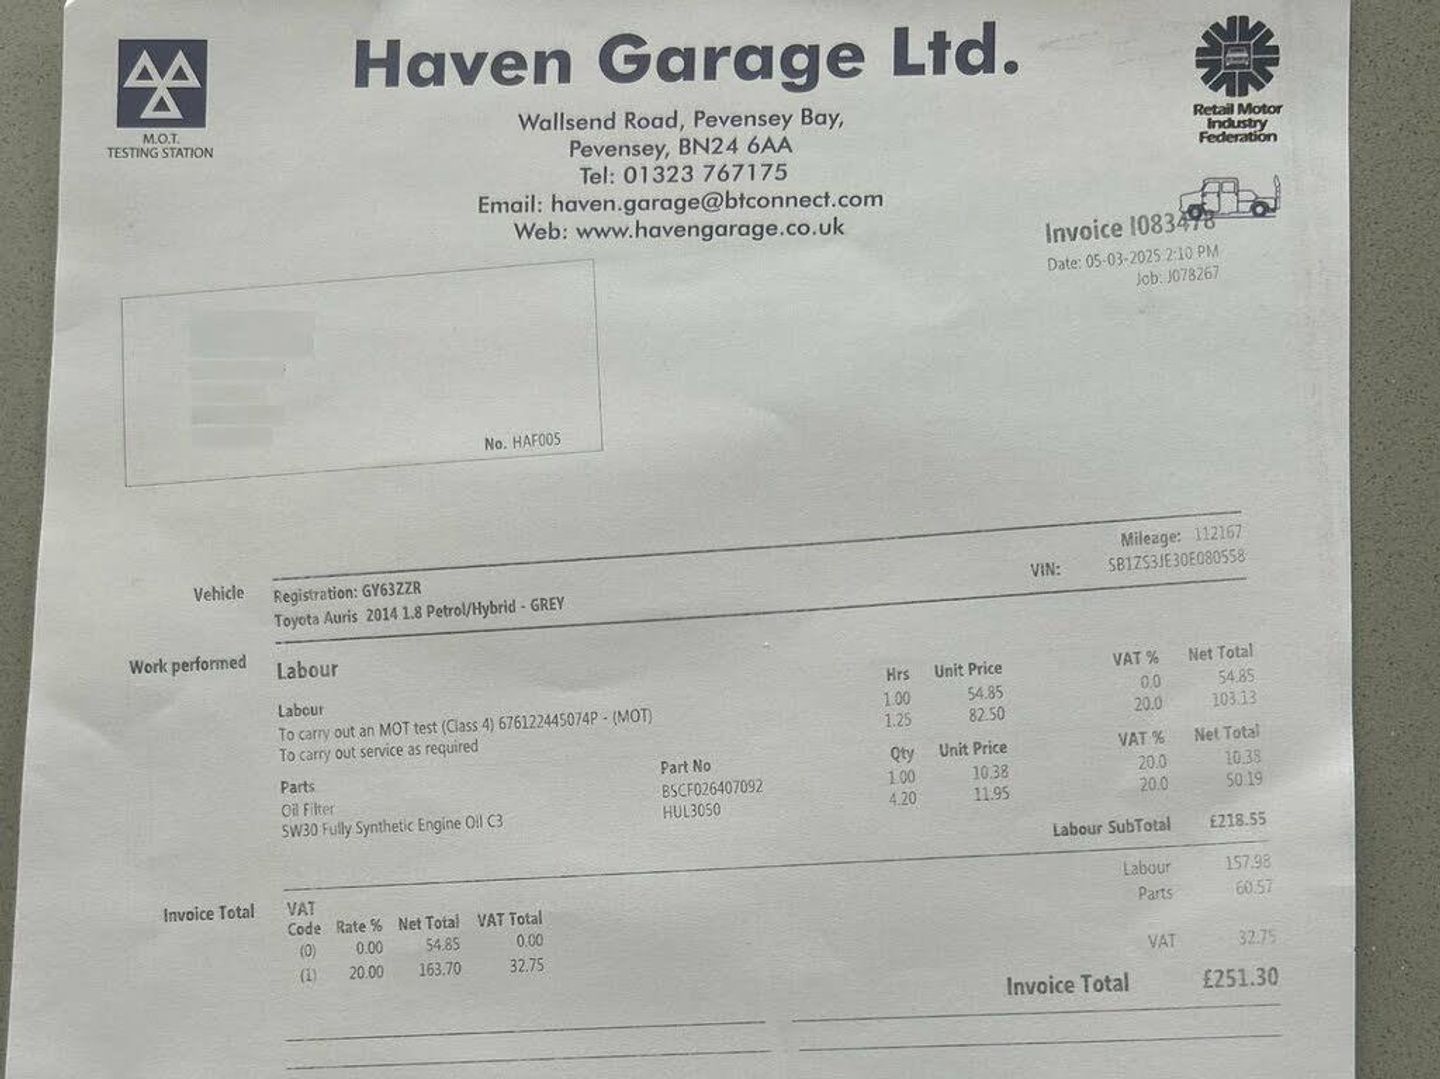 Haven Garage Ltd.
Wallsend Road, Pevensey Bay,
Pevensey, BN24 6AA
Tel: 01323 767175
Email: haven.garage@btconnect.com
Web: www.havengarage.co.uk
M.O.T.
TESTING STATION
Retail Motor
Industry
Federation
Invoice I083478
Date: 05-03-2025 2:10 PM
Job: J078267
No. HAF005
Mileage: 112167
Vehicle Registration: GY63ZZR VIN: SB1ZS3JE30E080558
Toyota Auris 2014 1.8 Petrol/Hybrid - GREY
Work performed Labour Hrs Unit Price VAT % Net Total
Labour 1.00 54.85 0.0 54.85
To carry out an MOT test (Class 4) 676122445074P - (MOT) 1.25 82.50 20.0 103.13
To carry out service as required
Parts Part No Qty Unit Price VAT % Net Total
Oil Filter BSCF026407092 1.00 10.38 20.0 10.38
5W30 Fully Synthetic Engine Oil C3 HUL3050 4.20 11.95 20.0 50.19
Labour SubTotal £218.55
Labour 157.98
Parts 60.57
VAT 32.75
Invoice Total £251.30
Invoice Total VAT
Code Rate % Net Total VAT Total
(0) 0.00 54.85 0.00
(1) 20.00 163.70 32.75